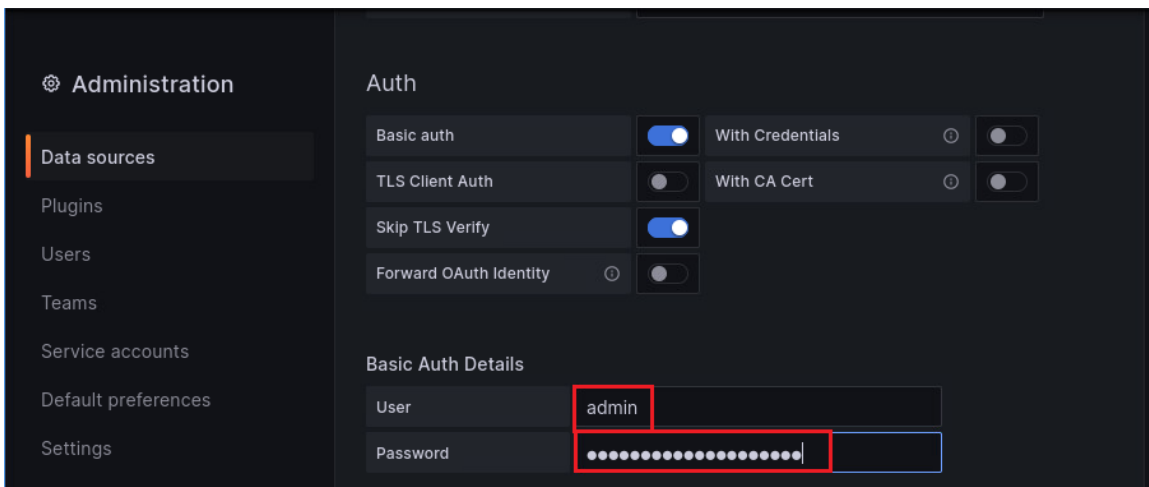 Administration
Data sources
Plugins
Users
Teams
Service accounts
Default preferences
Settings
Auth
Basic auth With Credentials
TLS Client Auth With CA Cert
Skip TLS Verify
Forward OAuth Identity
Basic Auth Details
User admin
Password ●●●●●●●●●●●●●●●●●●●●